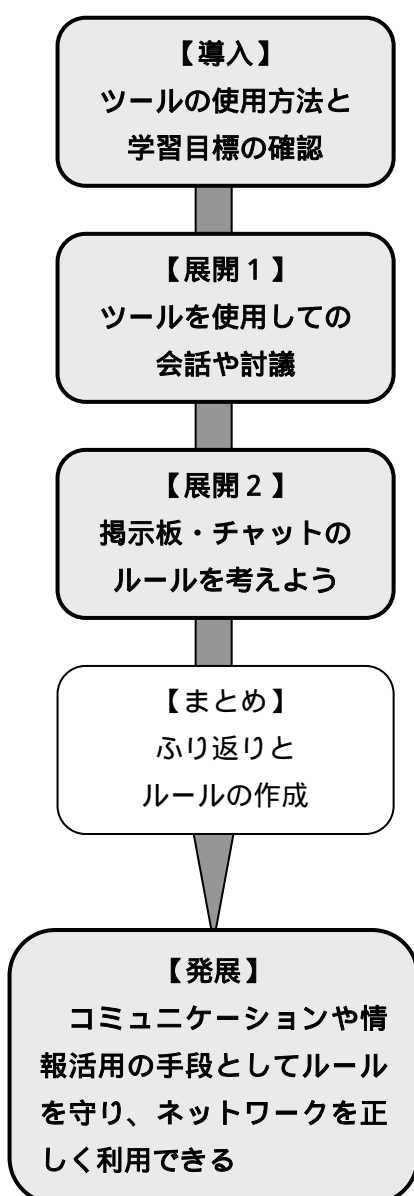 【導入】
ツールの使用方法と
学習目標の確認
【展開１】
ツールを使用しての
会話や討議
【展開２】
掲示板・チャットの
ルールを考えよう
【まとめ】
ふり返りと
ルールの作成
【発展】
コミュニケーションや情
報活用の手段としてルール
を守り、ネットワークを正
しく利用できる